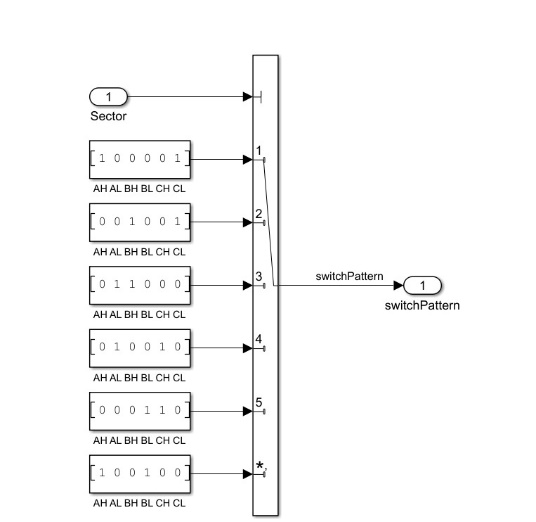 1
Sector
[ 1 0 0 0 0 1 ]
1
AH AL BH BL CH CL
[ 0 0 1 0 0 1 ]
2
AH AL BH BL CH CL
[ 0 1 1 0 0 0 ]
3
switchPattern
1
switchPattern
AH AL BH BL CH CL
[ 0 1 0 0 1 0 ]
4
AH AL BH BL CH CL
[ 0 0 0 1 1 0 ]
5
AH AL BH BL CH CL
[ 1 0 0 1 0 0 ]
*
AH AL BH BL CH CL